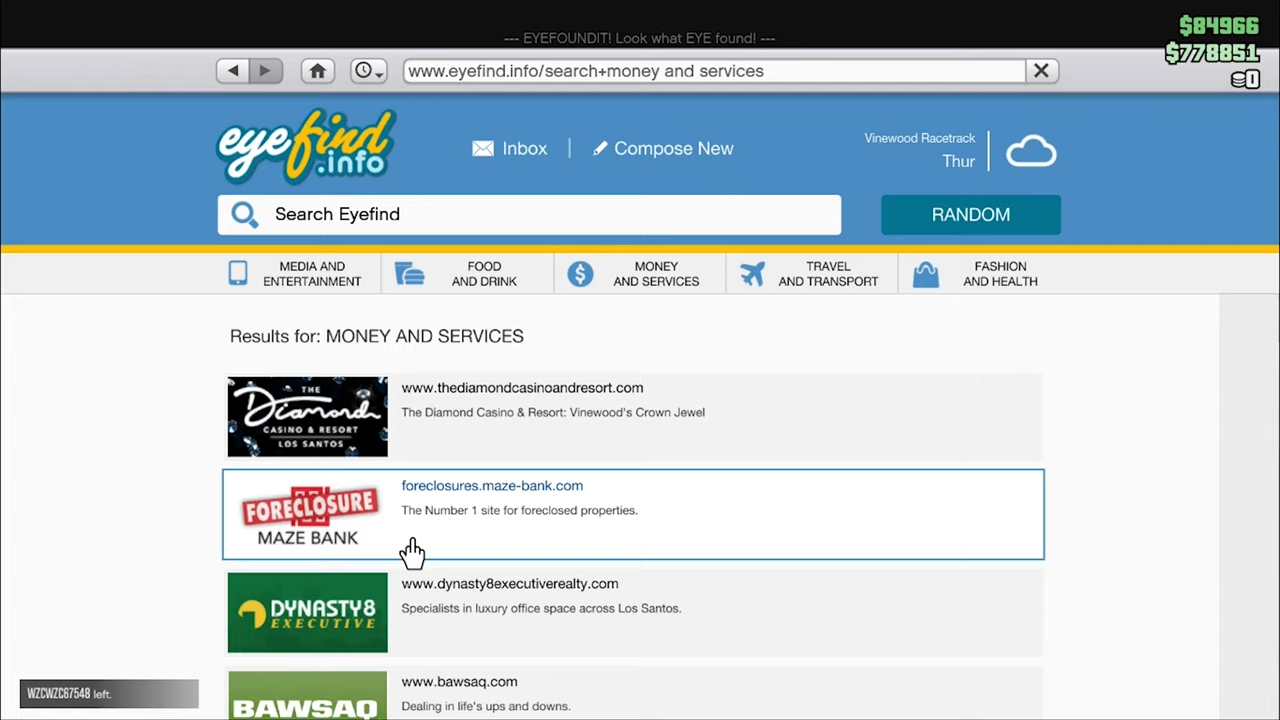 --- EYEFOUNDIT! Look what EYE found! ---
$84966
$778851
0
www.eyefind.info/search+money and services
eyefind
.info
Inbox
Compose New
Vinewood Racetrack
Thur
Search Eyefind
RANDOM
MEDIA AND
ENTERTAINMENT
FOOD
AND DRINK
MONEY
AND SERVICES
TRAVEL
AND TRANSPORT
FASHION
AND HEALTH
Results for: MONEY AND SERVICES
THE
Diamond
CASINO & RESORT
LOS SANTOS
www.thediamondcasinoandresort.com
The Diamond Casino & Resort: Vinewood's Crown Jewel
FORECLOSURE
MAZE BANK
foreclosures.maze-bank.com
The Number 1 site for foreclosed properties.
DYNASTY8
EXECUTIVE
www.dynasty8executiverealty.com
Specialists in luxury office space across Los Santos.
BAWSAQ
www.bawsaq.com
Dealing in life's ups and downs.
WZCWZC67548 left.